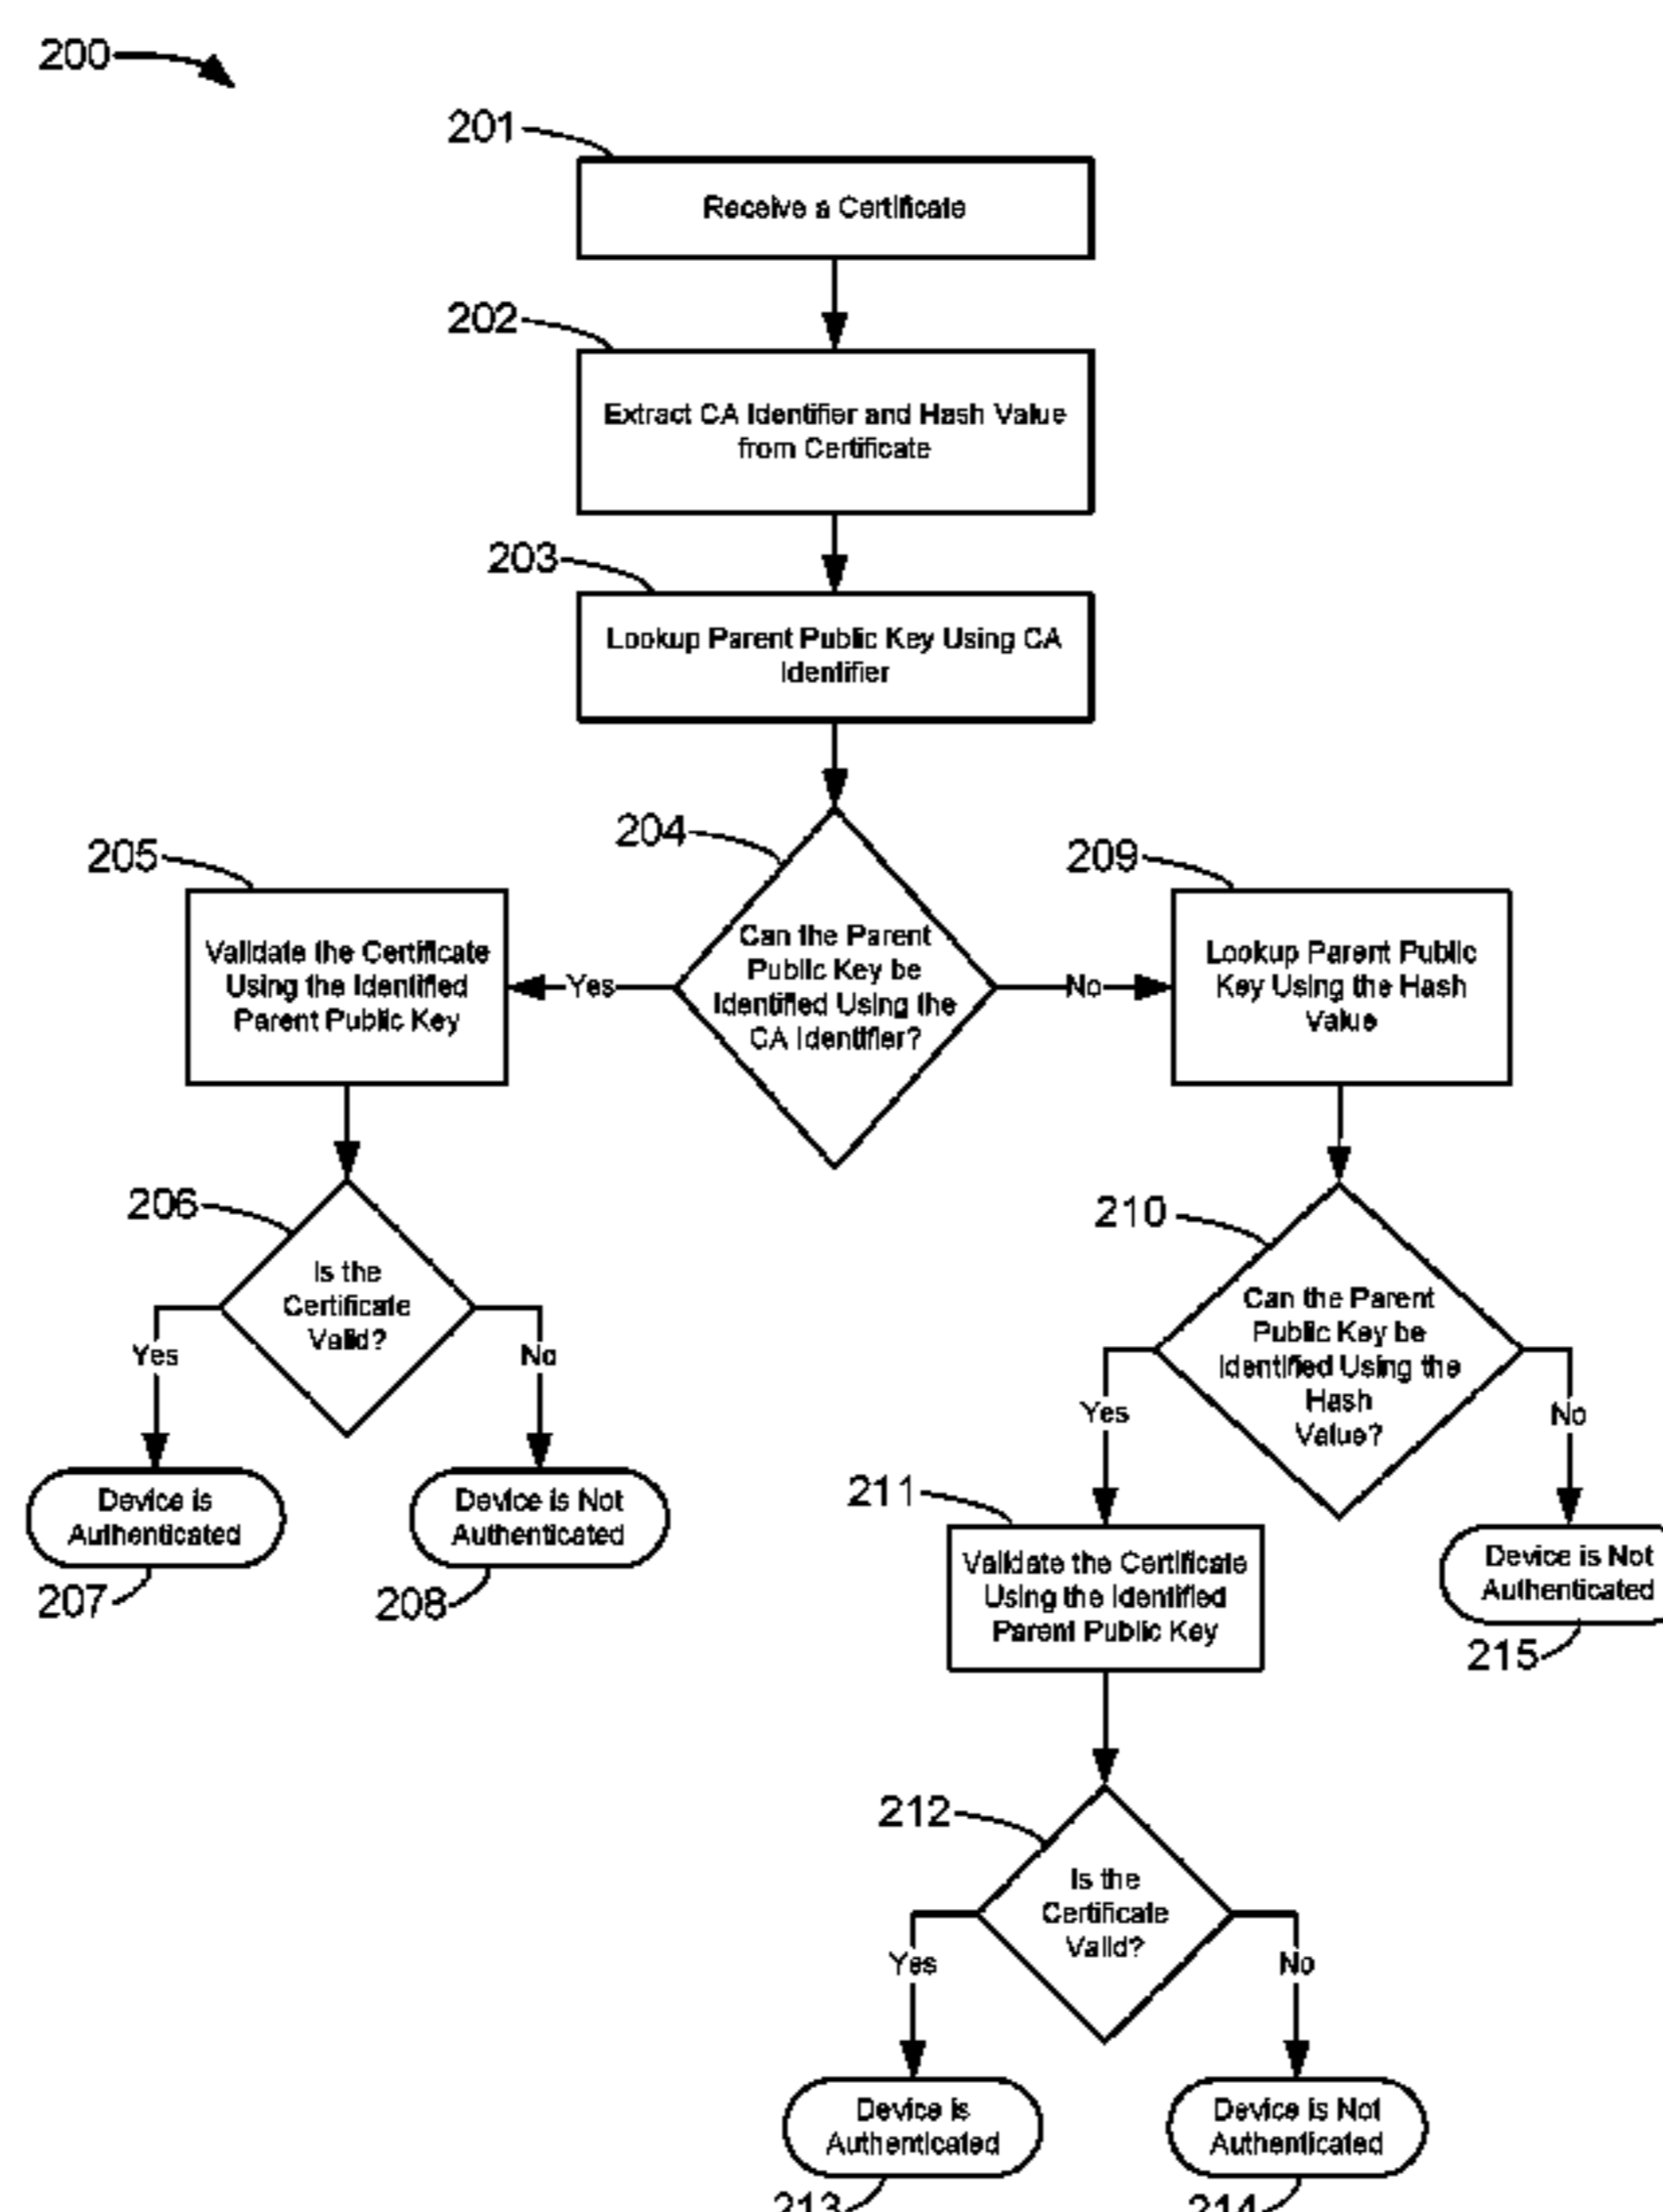 200
201
Receive a Certificate
202
Extract CA Identifier and Hash Value
from Certificate
203
Lookup Parent Public Key Using CA
Identifier
204
Can the Parent
Public Key be
Identified Using the
CA Identifier?
Yes
No
205
Validate the Certificate
Using the Identified
Parent Public Key
209
Lookup Parent Public
Key Using the Hash
Value
206
Is the
Certificate
Valid?
Yes
No
210
Can the Parent
Public Key be
Identified Using the
Hash
Value?
Yes
No
Device is
Authenticated
207
Device is Not
Authenticated
208
211
Validate the Certificate
Using the Identified
Parent Public Key
Device is Not
Authenticated
215
212
Is the
Certificate
Valid?
Yes
No
Device is
Authenticated
213
Device is Not
Authenticated
214